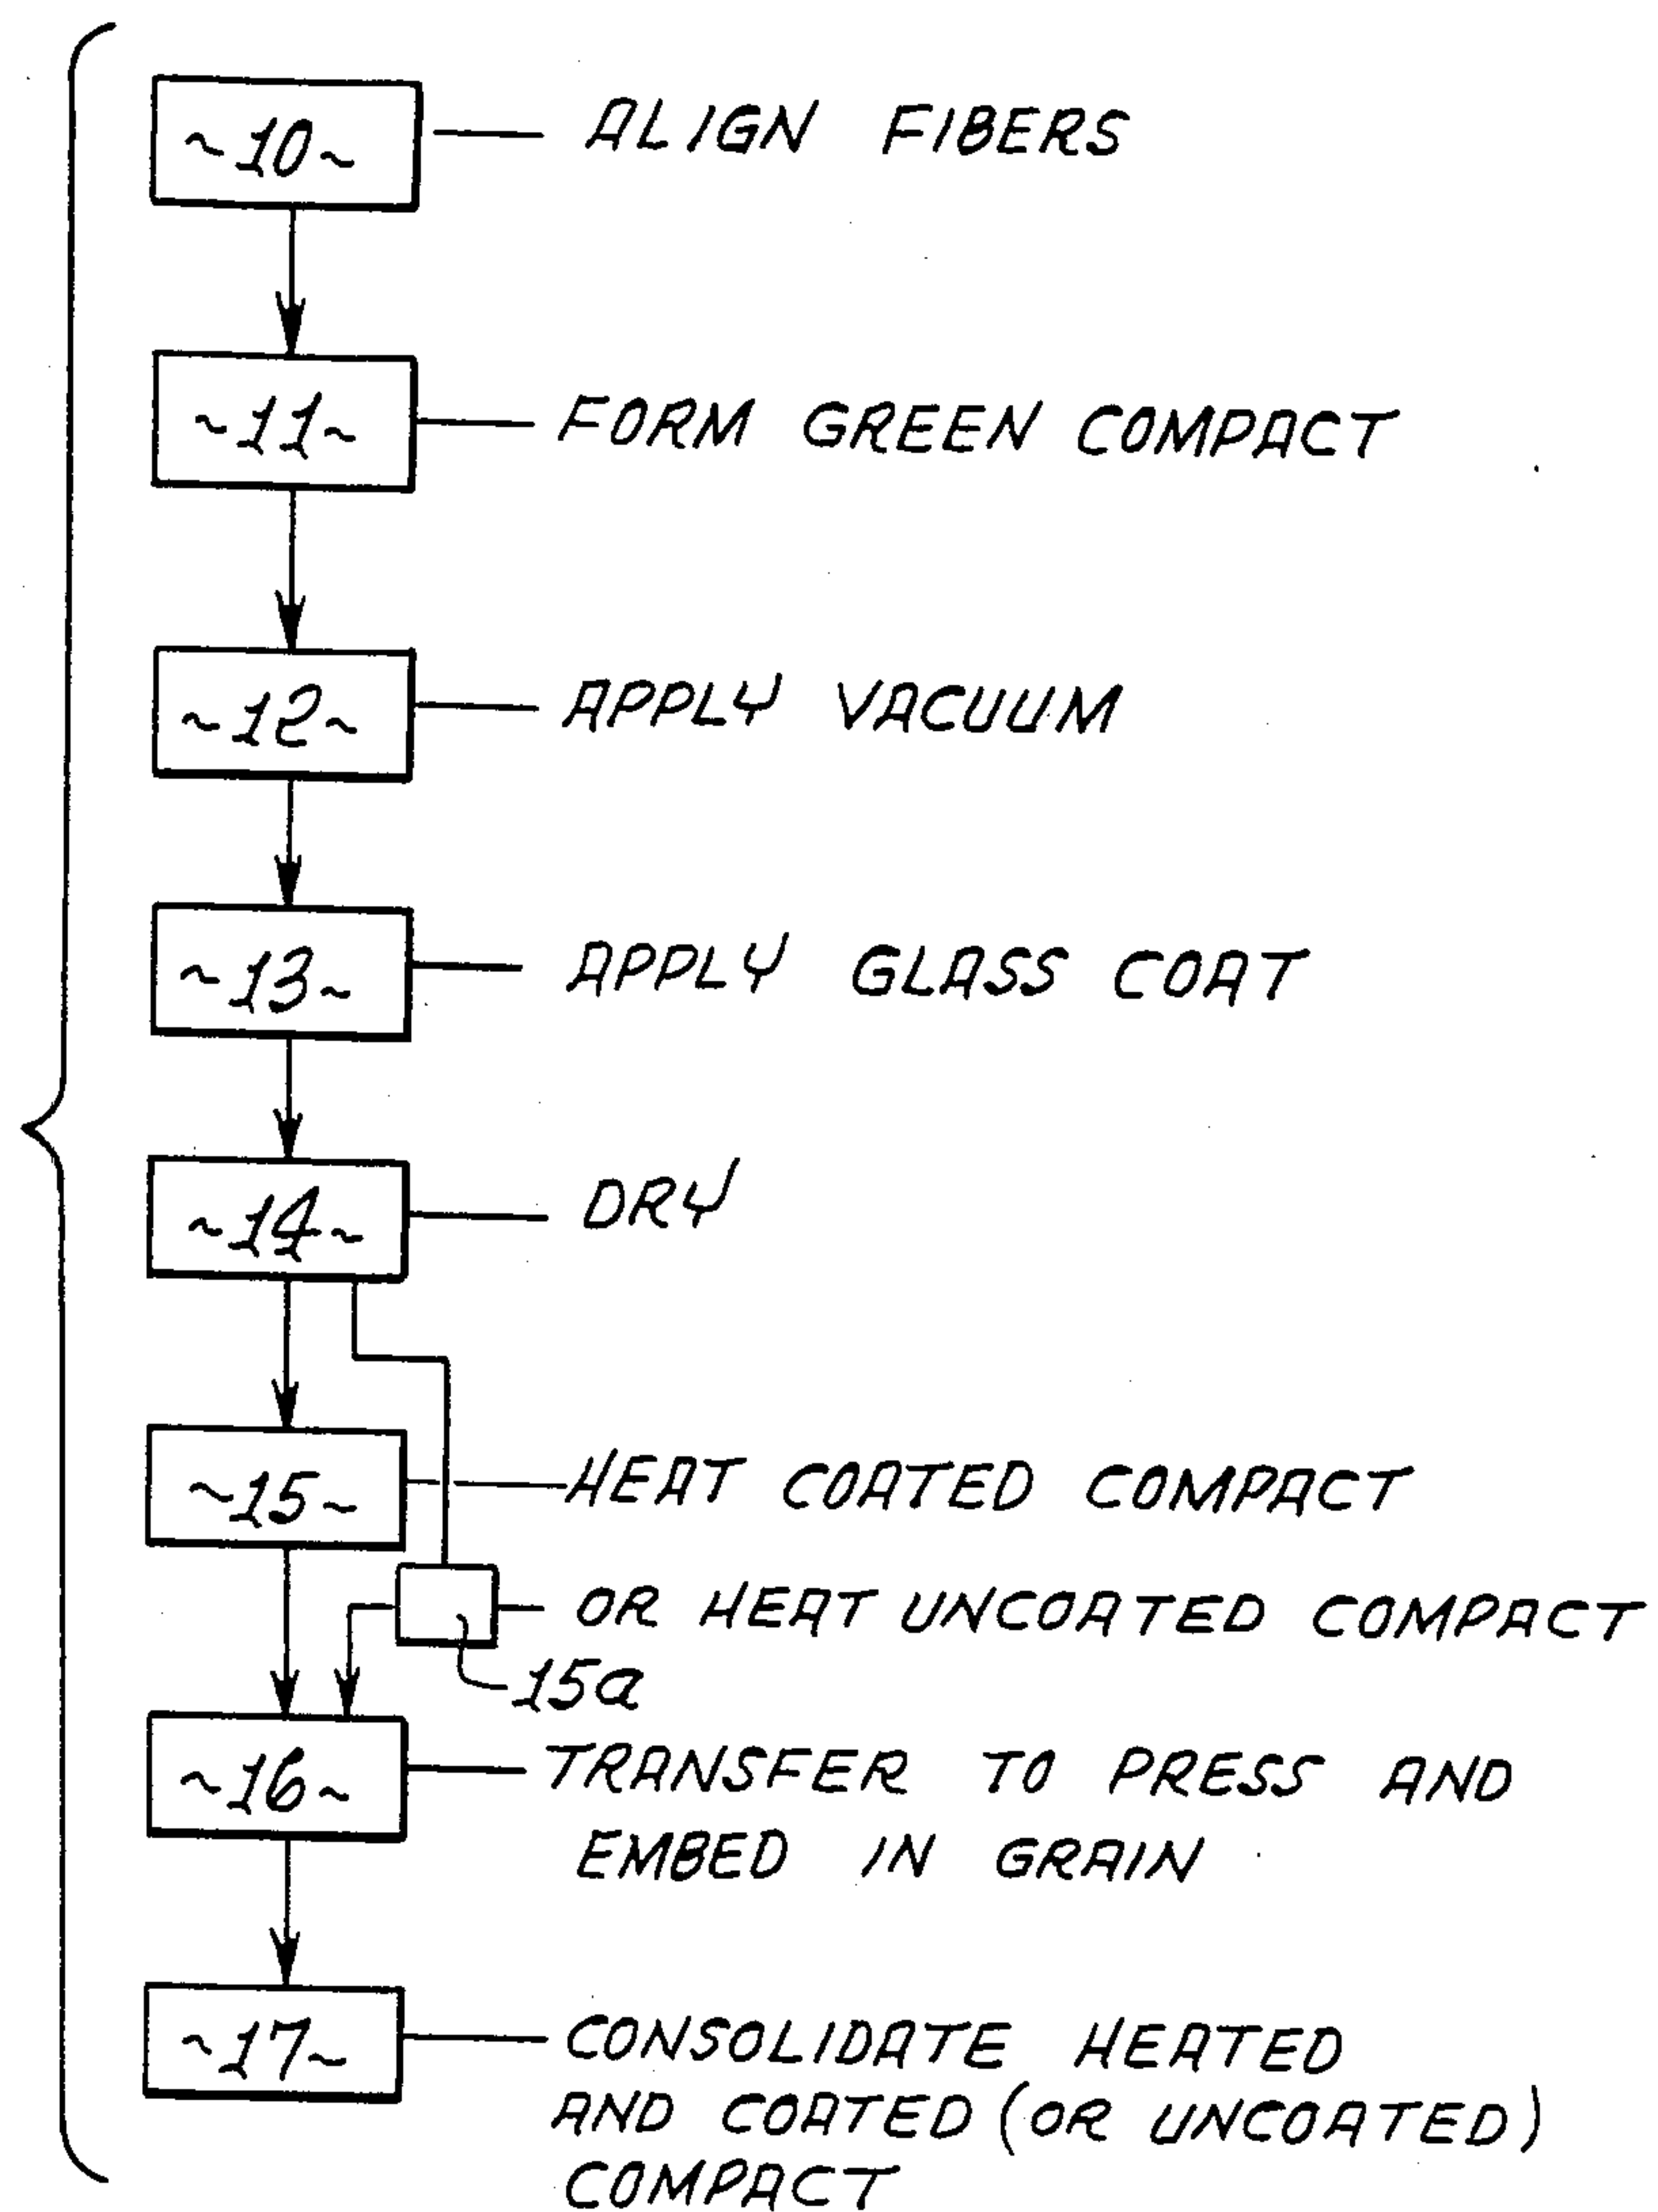 ~10~ ALIGN FIBERS
~11~ FORM GREEN COMPACT
~12~ APPLY VACUUM
~13~ APPLY GLASS COAT
~14~ DRY
~15~ HEAT COATED COMPACT
OR HEAT UNCOATED COMPACT
15a
~16~ TRANSFER TO PRESS AND
EMBED IN GRAIN
~17~ CONSOLIDATE HEATED
AND COATED (OR UNCOATED)
COMPACT